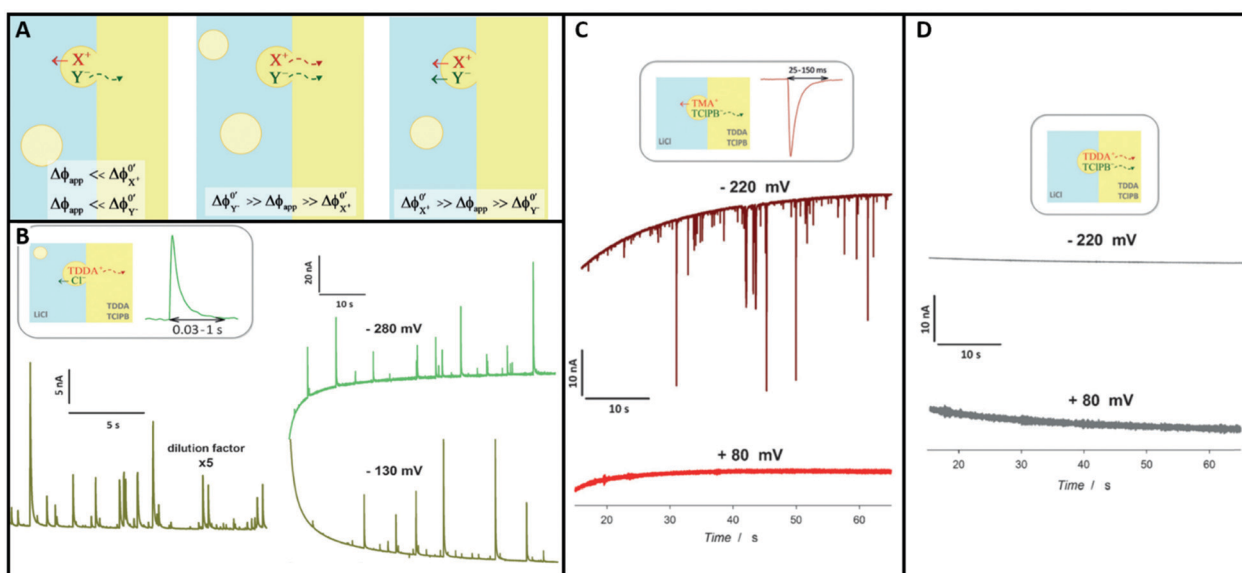 A
X⁺
Y⁻
Δϕapp << Δϕ⁰′X⁺
Δϕapp << Δϕ⁰′Y⁻
X⁺
Y⁻
Δϕ⁰′Y⁻ >> Δϕapp >> Δϕ⁰′X⁺
X⁺
Y⁻
Δϕ⁰′X⁺ >> Δϕapp >> Δϕ⁰′Y⁻
B
TDDA⁺
Cl⁻
LiCl
TDDA
TClPB
0.03-1 s
5 nA
5 s
dilution factor
x5
20 nA
10 s
- 280 mV
- 130 mV
C
TMA⁺
TClPB⁻
LiCl
TDDA
TClPB
25-150 ms
- 220 mV
10 nA
10 s
+ 80 mV
20 30 40 50 60
Time / s
D
TDDA⁺
TClPB⁻
LiCl
TDDA
TClPB
- 220 mV
10 nA
10 s
+ 80 mV
20 30 40 50 60
Time / s